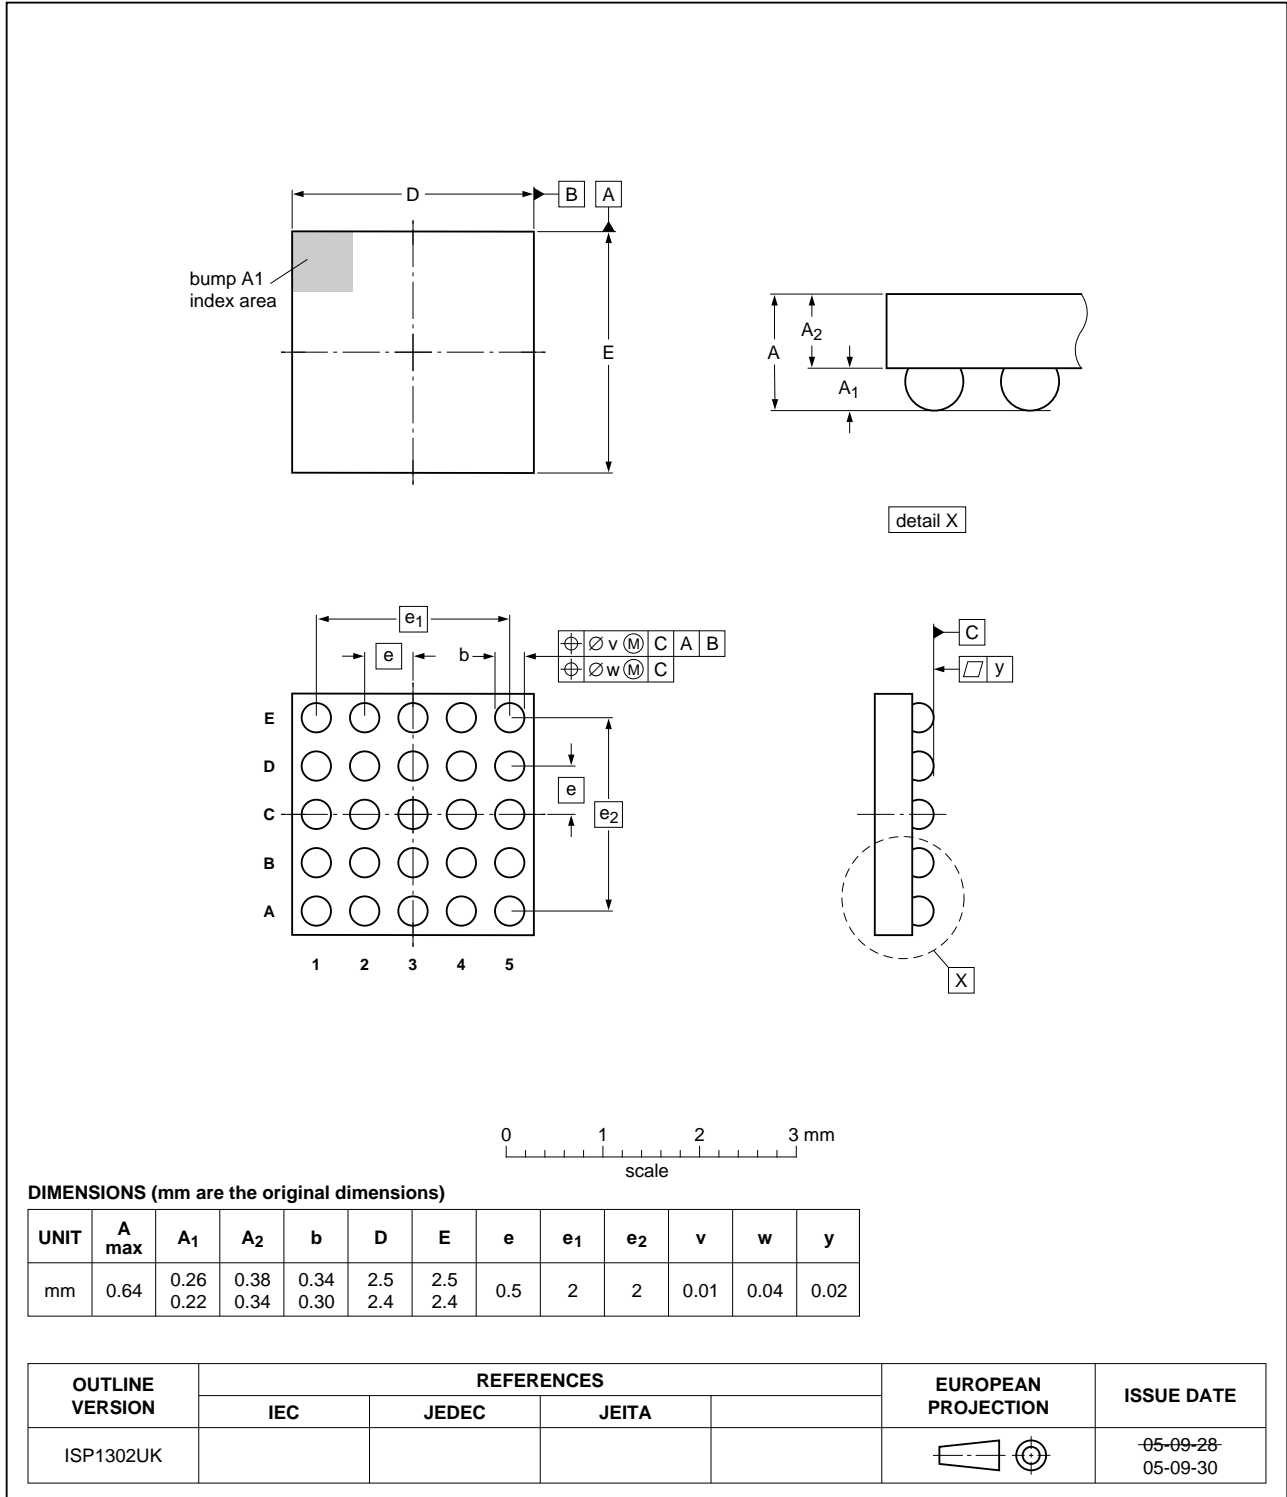 D
B
A
bump A1
index area
E
A
A2
A1
detail X
e1
e
b
⌖ ∅ v Ⓜ C A B
⌖ ∅ w Ⓜ C
C
▱ y
E
D
C
B
A
e
e2
1 2 3 4 5
X
0 1 2 3 mm
scale
DIMENSIONS (mm are the original dimensions)
UNIT A max A1 A2 b D E e e1 e2 v w y
mm 0.64 0.26 0.22 0.38 0.34 0.34 0.30 2.5 2.4 2.5 2.4 0.5 2 2 0.01 0.04 0.02
OUTLINE VERSION REFERENCES EUROPEAN PROJECTION ISSUE DATE
IEC JEDEC JEITA
ISP1302UK
05-09-28
05-09-30